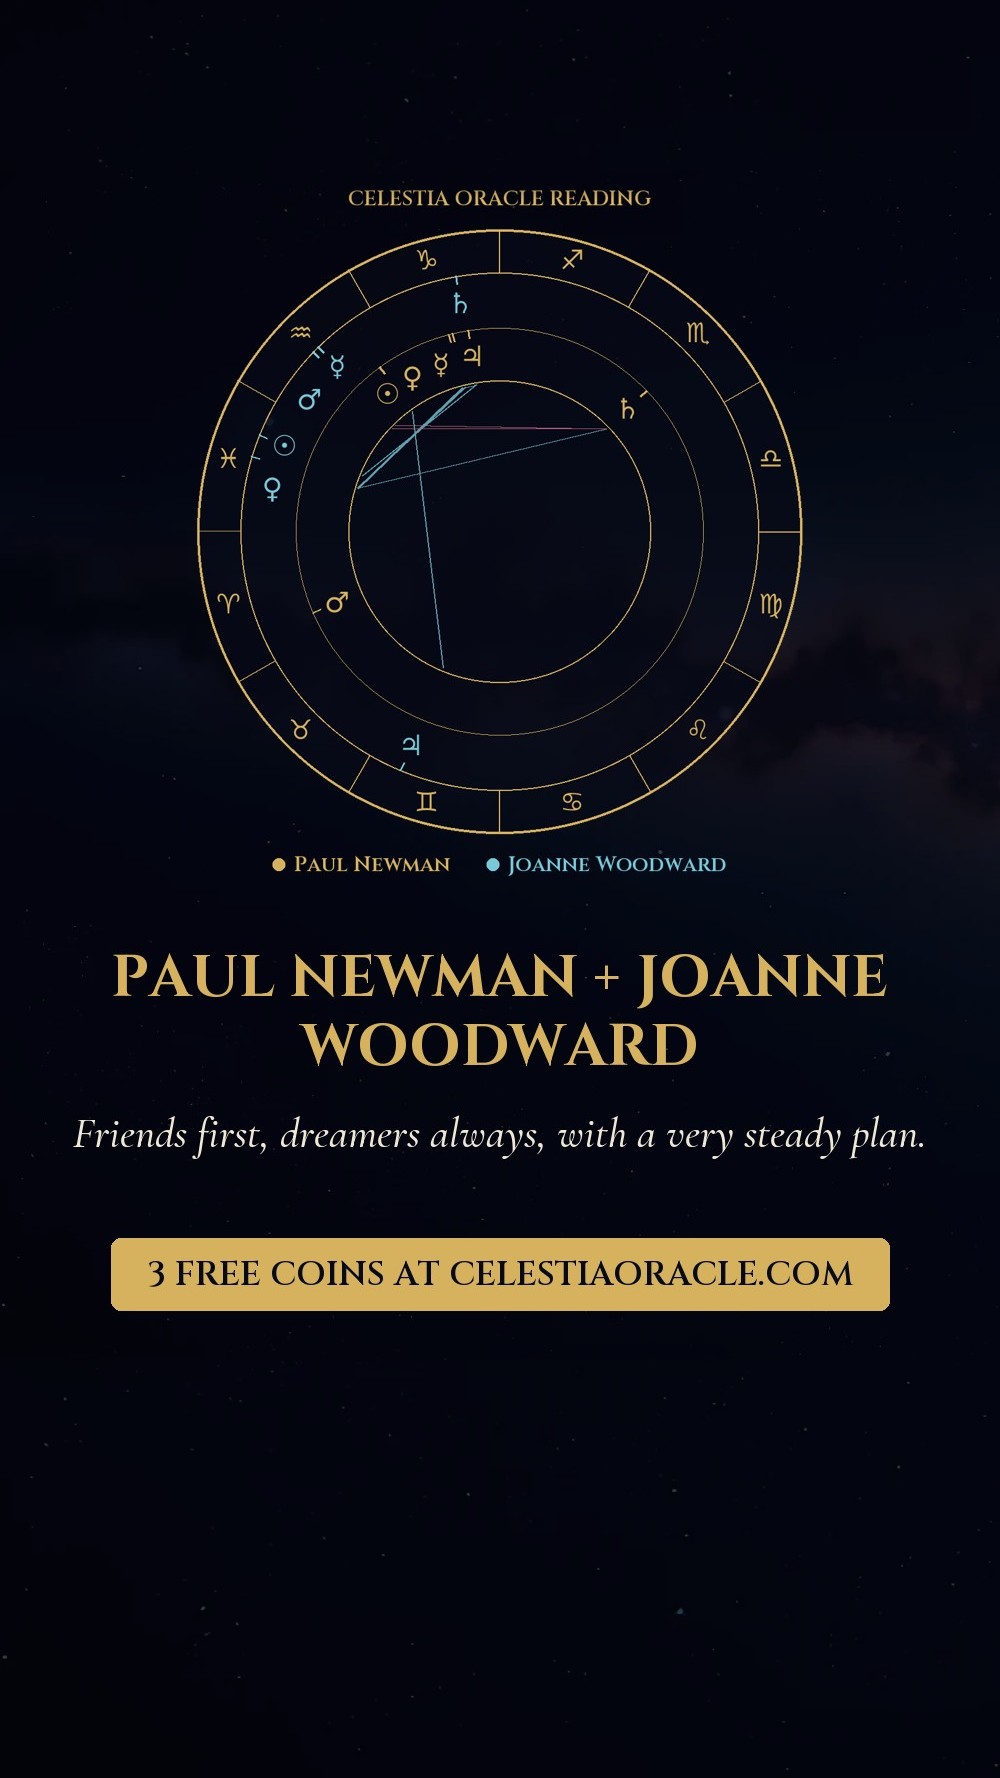 CELESTIA ORACLE READING
Paul Newman
Joanne Woodward
PAUL NEWMAN + JOANNE
WOODWARD
Friends first, dreamers always, with a very steady plan.
3 FREE COINS AT CELESTIAORACLE.COM